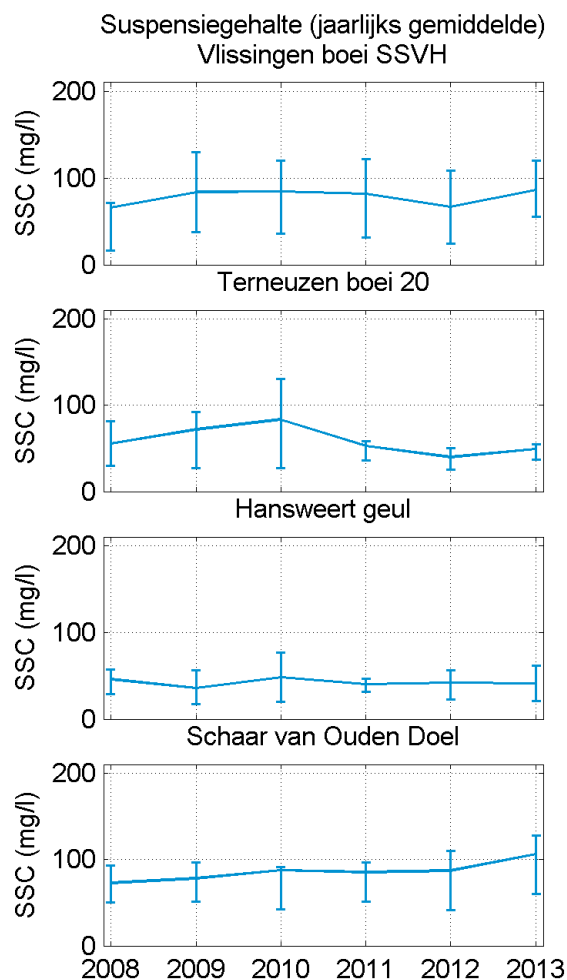 Suspensiegehalte (jaarlijks gemiddelde)
Vlissingen boei SSVH
200
100
0
SSC (mg/l)
Terneuzen boei 20
200
100
0
SSC (mg/l)
Hansweert geul
200
100
0
SSC (mg/l)
Schaar van Ouden Doel
200
100
0
SSC (mg/l)
2008 2009 2010 2011 2012 2013